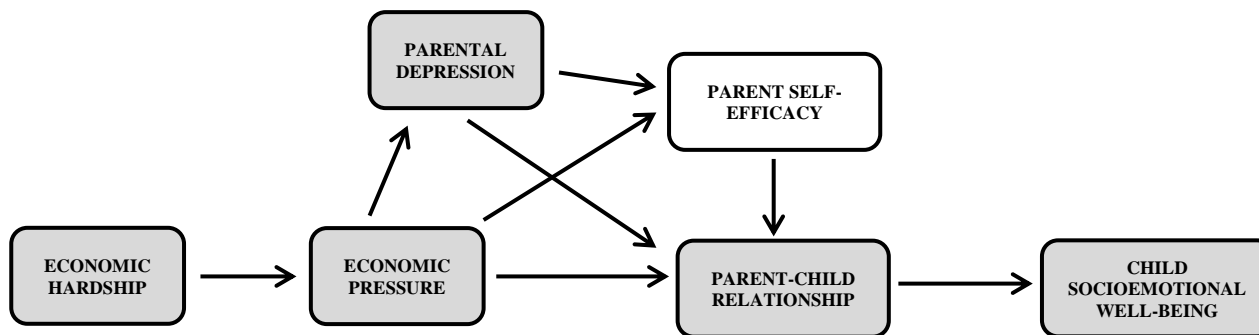 PARENTAL
DEPRESSION
PARENT SELF-
EFFICACY
ECONOMIC
HARDSHIP
ECONOMIC
PRESSURE
PARENT-CHILD
RELATIONSHIP
CHILD
SOCIOEMOTIONAL
WELL-BEING